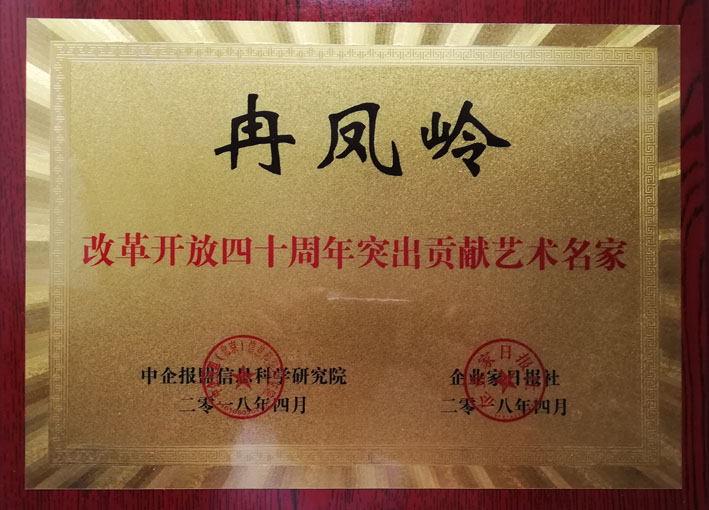 冉凤岭
改革开放四十周年突出贡献艺术名家
中企报盟信息科学研究院
二零一八年四月
企业家日报社
二零一八年四月